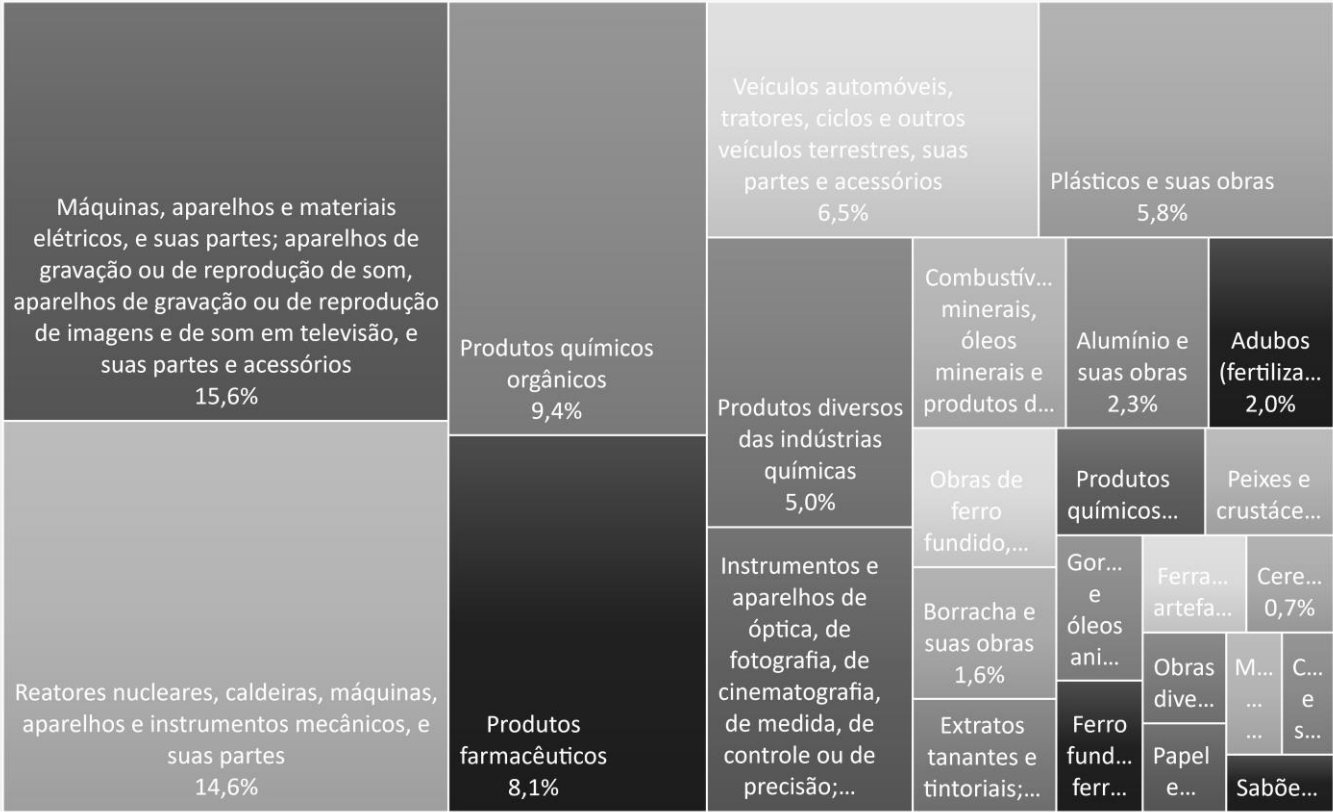 Máquinas, aparelhos e materiais
elétricos, e suas partes; aparelhos de
gravação ou de reprodução de som,
aparelhos de gravação ou de reprodução
de imagens e de som em televisão, e
suas partes e acessórios
15,6%
Reatores nucleares, caldeiras, máquinas,
aparelhos e instrumentos mecânicos, e
suas partes
14,6%
Produtos químicos
orgânicos
9,4%
Produtos
farmacêuticos
8,1%
Veículos automóveis,
tratores, ciclos e outros
veículos terrestres, suas
partes e acessórios
6,5%
Plásticos e suas obras
5,8%
Produtos diversos
das indústrias
químicas
5,0%
Instrumentos e
aparelhos de
óptica, de
fotografia, de
cinematografia,
de medida, de
controle ou de
precisão;...
Combustív...
minerais,
óleos
minerais e
produtos d...
Alumínio e
suas obras
2,3%
Adubos
(fertiliza...
2,0%
Obras de
ferro
fundido,...
Borracha e
suas obras
1,6%
Extratos
tanantes e
tintoriais;...
Produtos
químicos...
Peixes e
crustáce...
Gor...
e
óleos
ani...
Ferro
fund...
ferr...
Ferra...
artefa...
Cere...
0,7%
Obras
dive...
Papel
e...
M...
...
...
C...
e
s...
Sabõe...